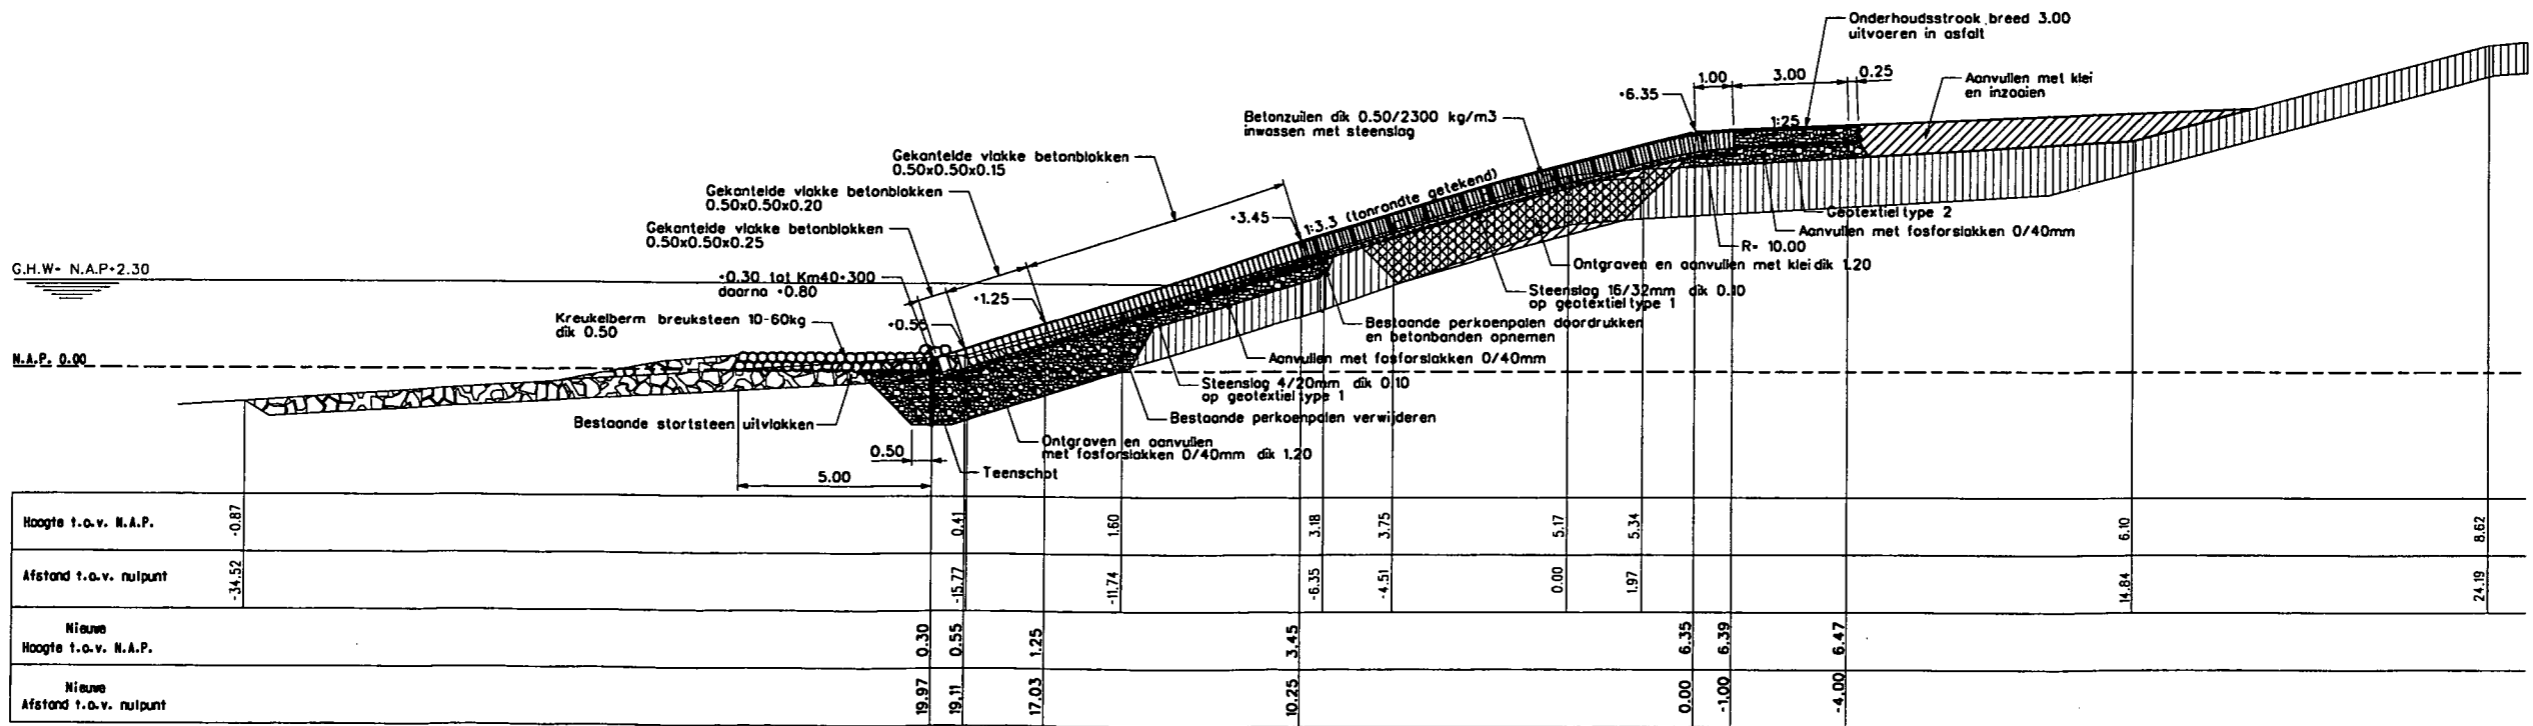 Onderhoudsstrook breed 3.00
uitvoeren in asfalt
1.00
3.00
0.25
Aanvullen met klei
en inzaaien
+6.35
Betonzuilen dik 0.50/2300 kg/m3
inwassen met steenslag
1:25
Gekantelde vlakke betonblokken
0.50x0.50x0.15
Gekantelde vlakke betonblokken
0.50x0.50x0.20
Gekantelde vlakke betonblokken
0.50x0.50x0.25
+3.45
1:3.3 (tonrondte getekend)
Geotextiel type 2
Aanvullen met fosforslakken 0/40mm
R= 10.00
Ontgraven en aanvullen met klei dik 1.20
G.H.W= N.A.P+2.30
+0.30 tot Km40+300
daarna +0.80
+1.25
Steenslag 16/32mm dik 0.10
op geotextiel type 1
Kreukelberm breuksteen 10-60kg
dik 0.50
+0.55
Bestaande perkoenpalen doordrukken
en betonbanden opnemen
N.A.P. 0.00
Aanvullen met fosforslakken 0/40mm
Steenslag 4/20mm dik 0.10
op geotextiel type 1
Bestaande perkoenpalen verwijderen
Bestaande stortsteen uitvlakken
Ontgraven en aanvullen
met fosforslakken 0/40mm dik 1.20
0.50
Teenschot
5.00
Hoogte t.o.v. N.A.P. -0.87 0.41 1.60 3.18 3.75 5.17 5.34 6.10 8.62
Afstand t.o.v. nulpunt -34.52 -15.77 -11.74 -6.35 -4.51 0.00 1.97 14.84 24.19
Nieuwe
Hoogte t.o.v. N.A.P. 0.30 0.55 1.25 3.45 6.35 6.39 6.47
Nieuwe
Afstand t.o.v. nulpunt 19.97 19.11 17.03 10.25 0.00 -1.00 -4.00